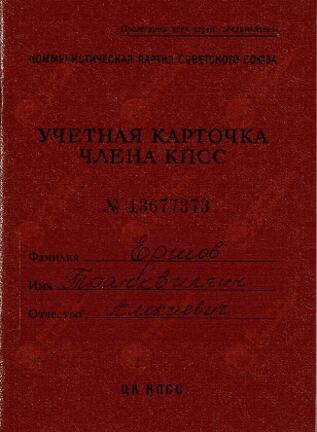 Пролетарии всех стран, соединяйтесь!
КОММУНИСТИЧЕСКАЯ ПАРТИЯ СОВЕТСКОГО СОЮЗА
УЧЕТНАЯ КАРТОЧКА
ЧЛЕНА КПСС
№ 13677373
Фамилия Ершов
Имя Транквиллин
Отчество
ЦК КПСС